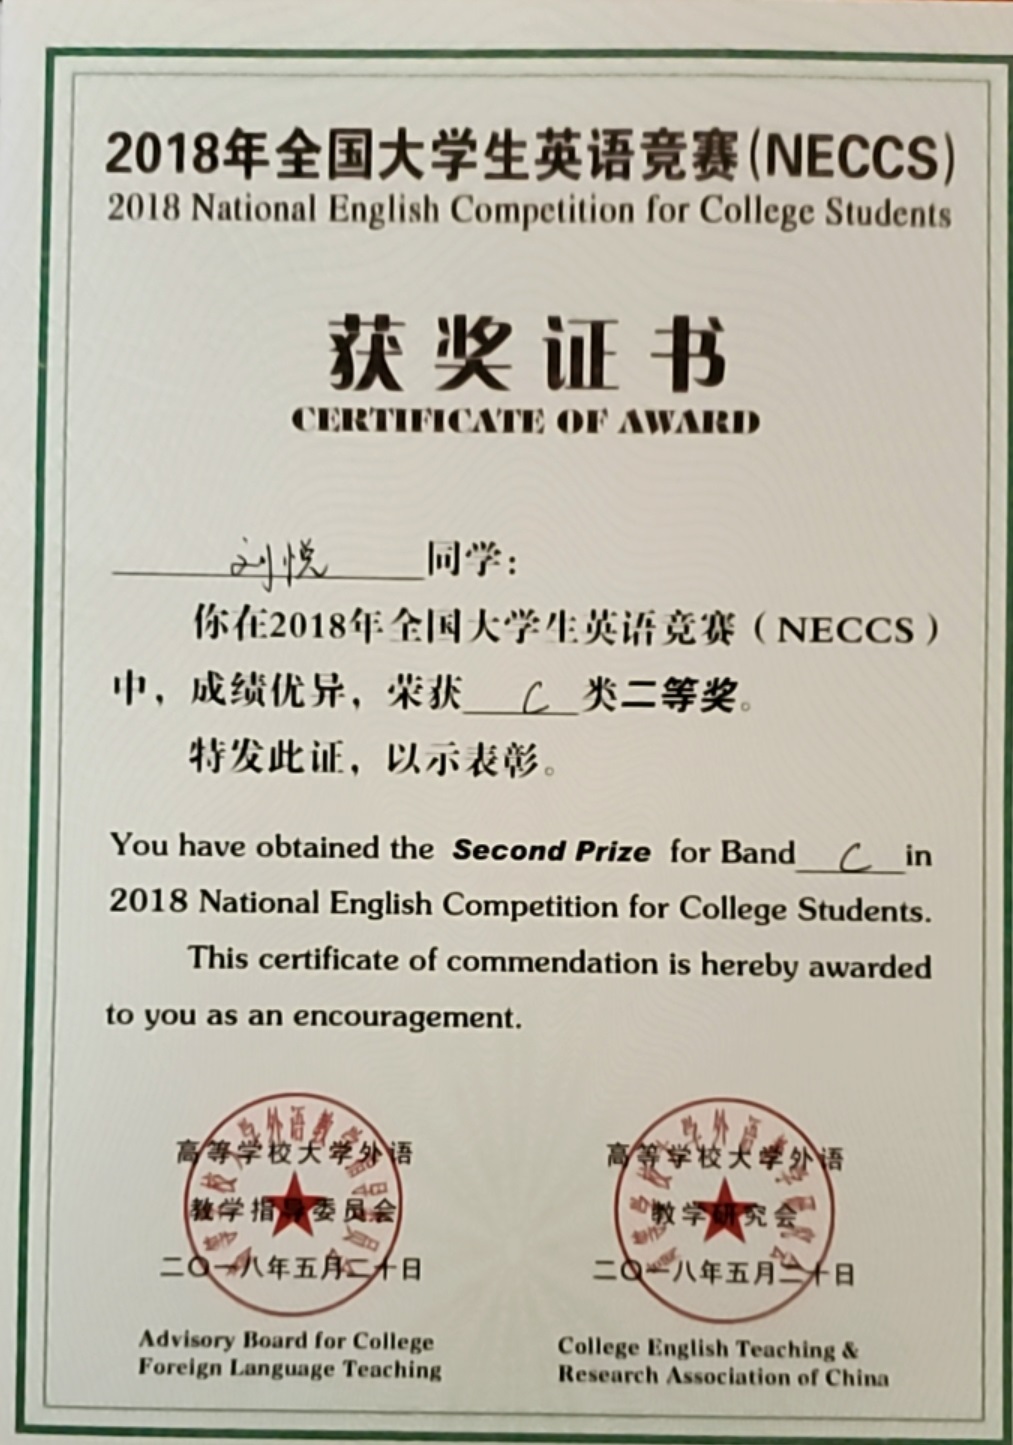 2018年全国大学生英语竞赛(NECCS)
2018 National English Competition for College Students
获奖证书
CERTIFICATE OF AWARD
刘悦同学:
你在2018年全国大学生英语竞赛（NECCS）
中，成绩优异，荣获 C 类二等奖。
特发此证，以示表彰。
You have obtained the Second Prize for Band C in
2018 National English Competition for College Students.
This certificate of commendation is hereby awarded
to you as an encouragement.
高等学校大学外语
教学指导委员会
二〇一八年五月二十日
Advisory Board for College
Foreign Language Teaching
高等学校大学外语
教学研究会
二〇一八年五月二十日
College English Teaching &
Research Association of China